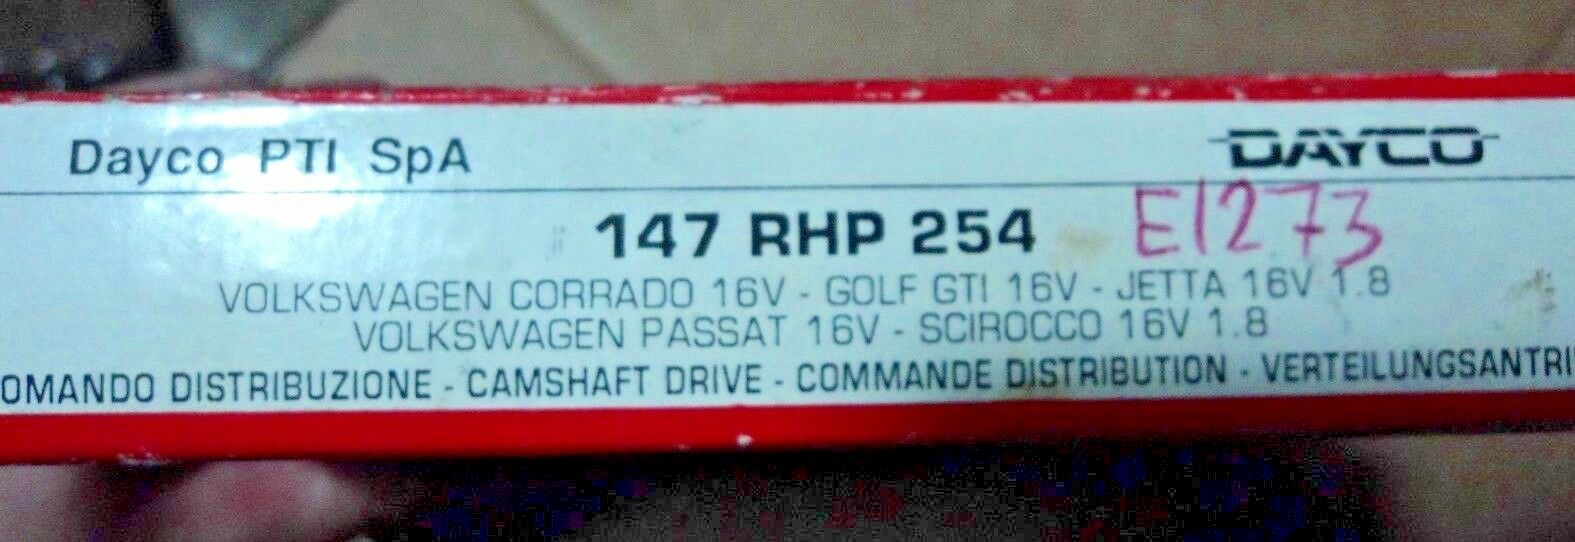 Dayco PTI SpA DAYCO
147 RHP 254 E1273
VOLKSWAGEN CORRADO 16V - GOLF GTI 16V - JETTA 16V 1.8
VOLKSWAGEN PASSAT 16V - SCIROCCO 16V 1.8
OMANDO DISTRIBUZIONE - CAMSHAFT DRIVE - COMMANDE DISTRIBUTION - VERTEILUNGSANTRI